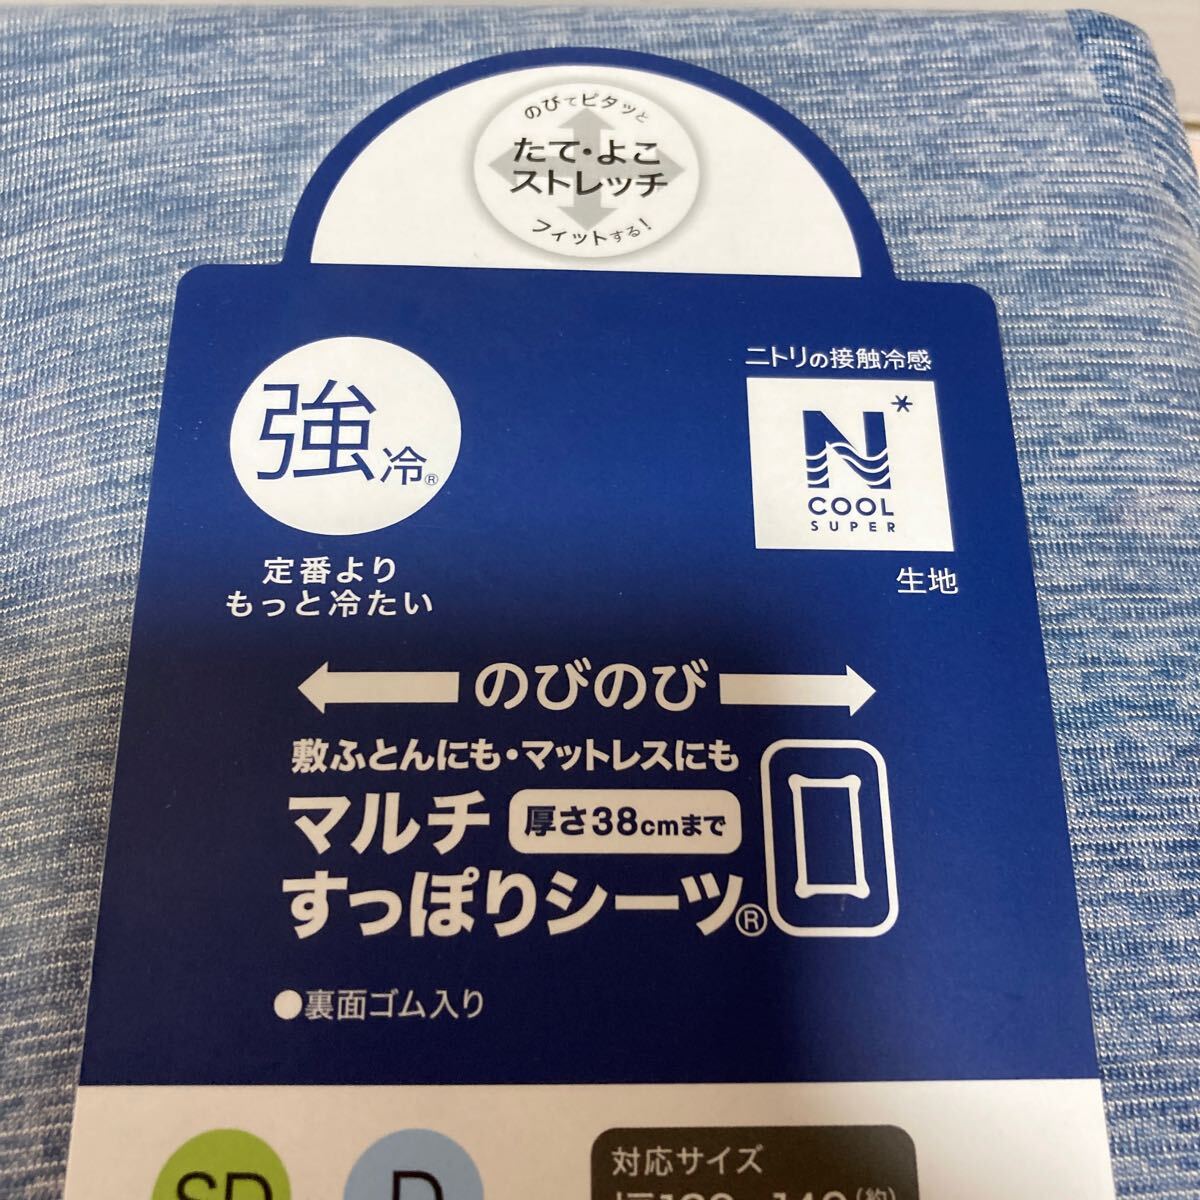 のびてピタッと
たて・よこ
ストレッチ
フィットする!
強冷®
定番より
もっと冷たい
ニトリの接触冷感
N*
COOL
SUPER
生地
のびのび
敷ふとんにも・マットレスにも
マルチ 厚さ38cmまで
すっぽりシーツ®
●裏面ゴム入り
SD D
対応サイズ